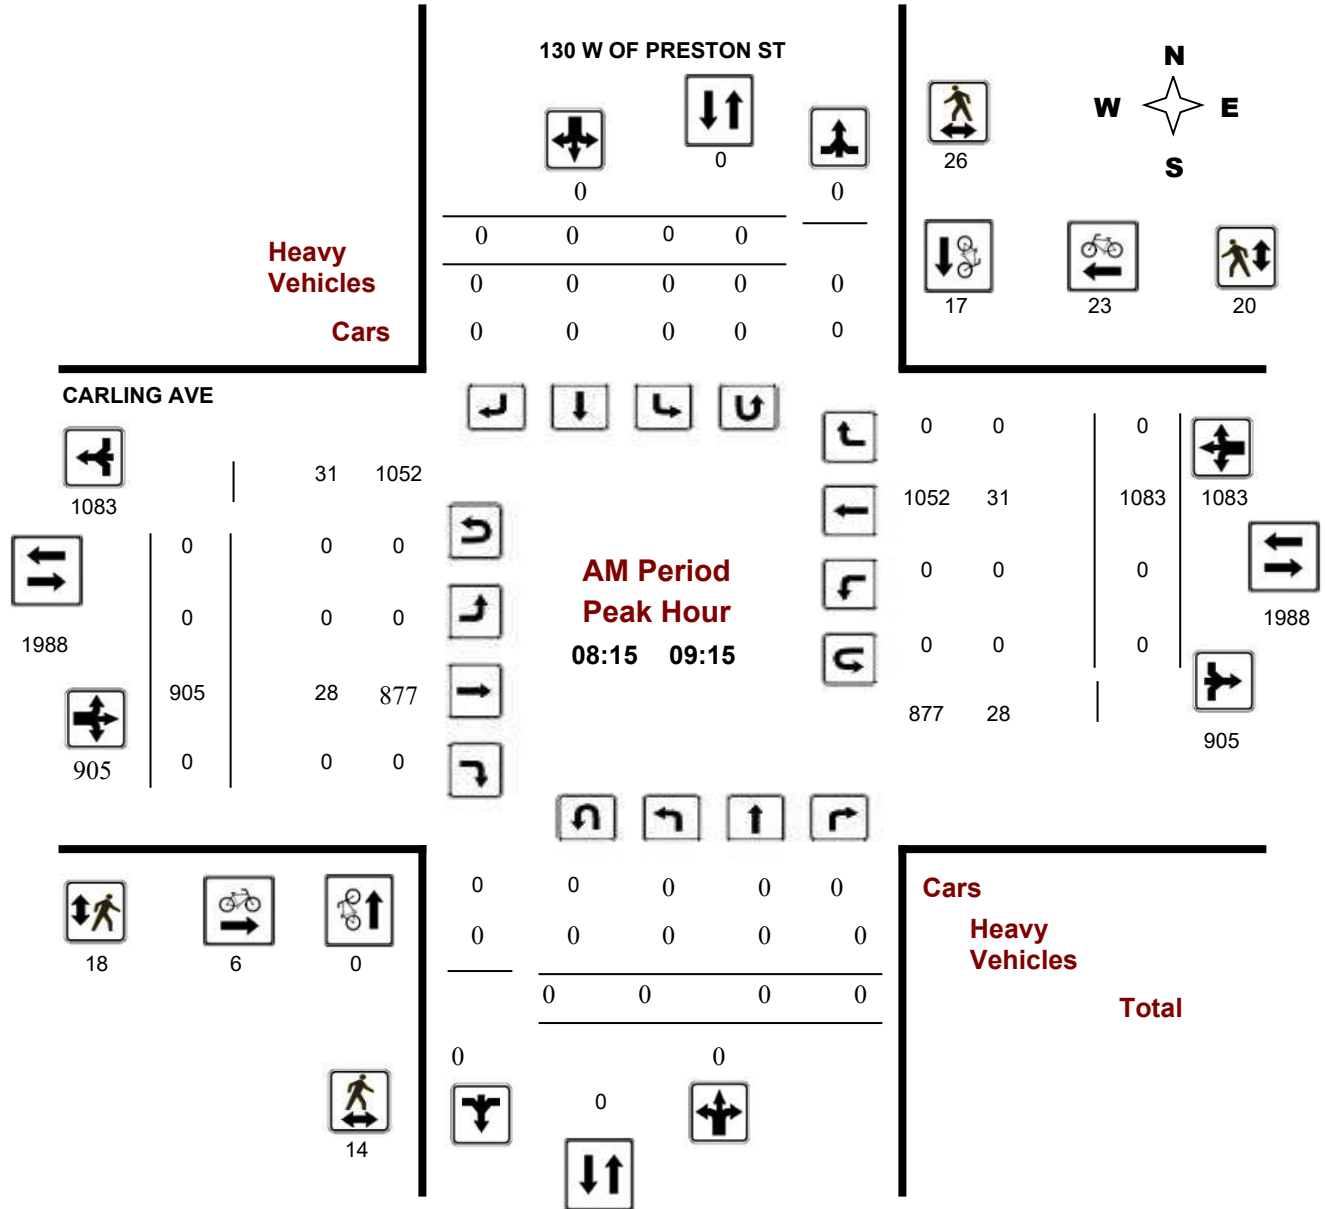 130 W OF PRESTON ST
N
W E
S
0
26
0 0
0 0 0 0
Heavy
Vehicles
0 0 0 0 0
17 23 20
Cars
0 0 0 0 0
CARLING AVE
0 0 0
31 1052
1083
1052 31 1083 1083
0 0 0
AM Period
0 0 0
Peak Hour
0 0 0
1988
08:15 09:15
0 0 0
1988
905 28 877
877 28
905
905
0 0 0
0 0 0 0 0
Cars
0 0 0 0 0
Heavy
Vehicles
18 6 0
0 0 0 0
Total
0 0
0
14